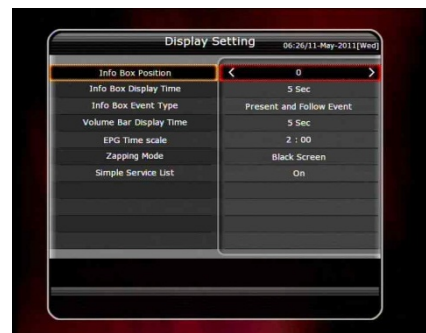 Display Setting 06:26/11-May-2011[Wed]
Info Box Position < 0 >
Info Box Display Time 5 Sec
Info Box Event Type Present and Follow Event
Volume Bar Display Time 5 Sec
EPG Time scale 2 : 00
Zapping Mode Black Screen
Simple Service List On